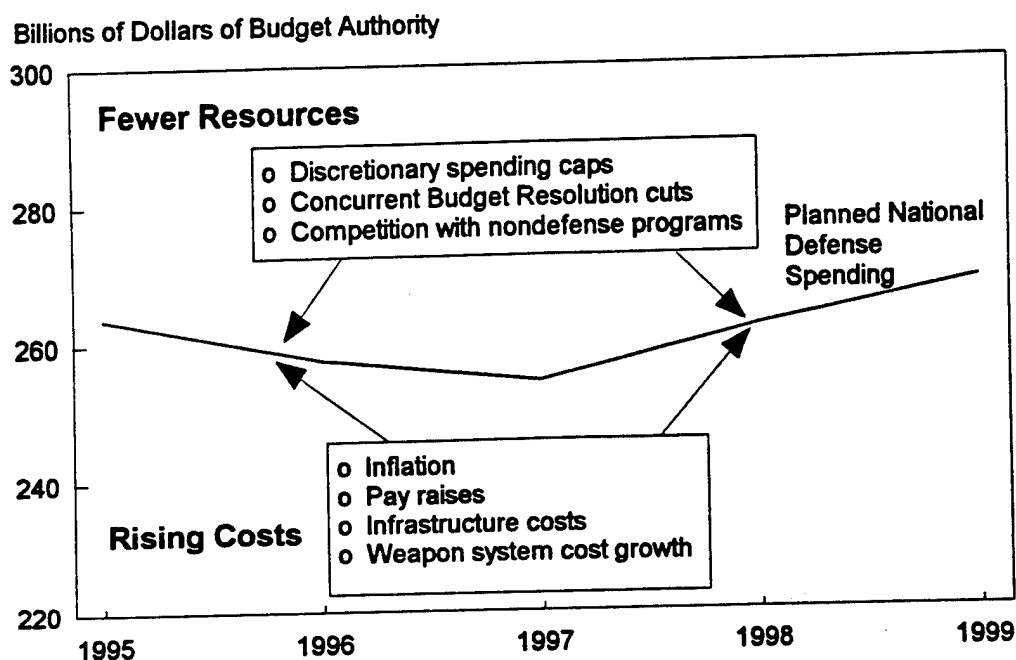 Billions of Dollars of Budget Authority
300
Fewer Resources
o Discretionary spending caps
o Concurrent Budget Resolution cuts
o Competition with nondefense programs
280
Planned National
Defense
Spending
260
240
o Inflation
o Pay raises
o Infrastructure costs
o Weapon system cost growth
Rising Costs
220
1995
1996
1997
1998
1999